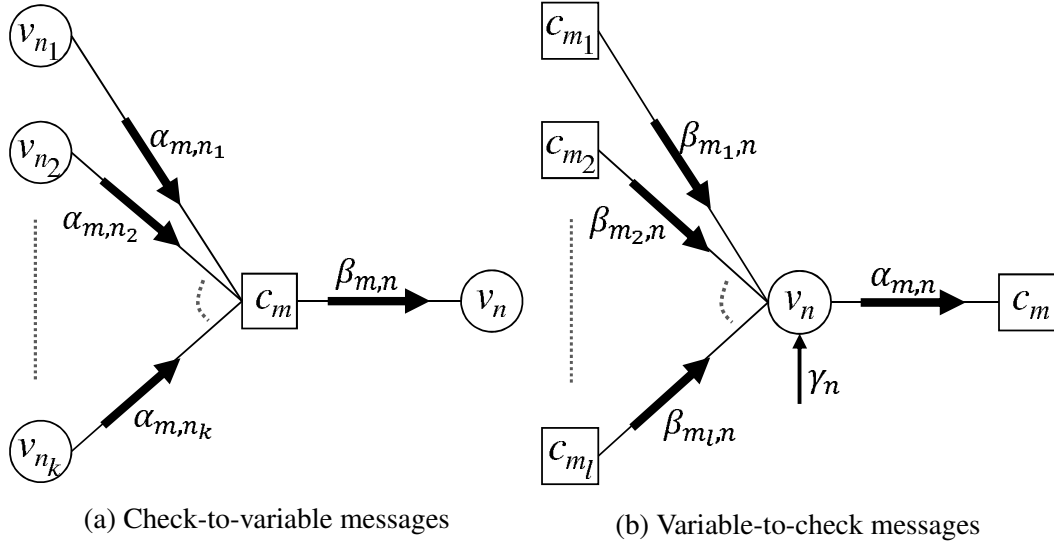 v_{n_1}
α_{m,n_1}
v_{n_2}
α_{m,n_2}
c_m
β_{m,n}
v_n
α_{m,n_k}
v_{n_k}
(a) Check-to-variable messages
c_{m_1}
β_{m_1,n}
c_{m_2}
β_{m_2,n}
v_n
α_{m,n}
c_m
γ_n
β_{m_l,n}
c_{m_l}
(b) Variable-to-check messages